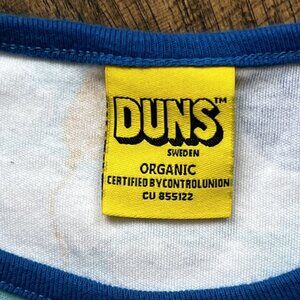 DUNS™
SWEDEN
ORGANIC
CERTIFIED BY CONTROLUNION
CU 855122